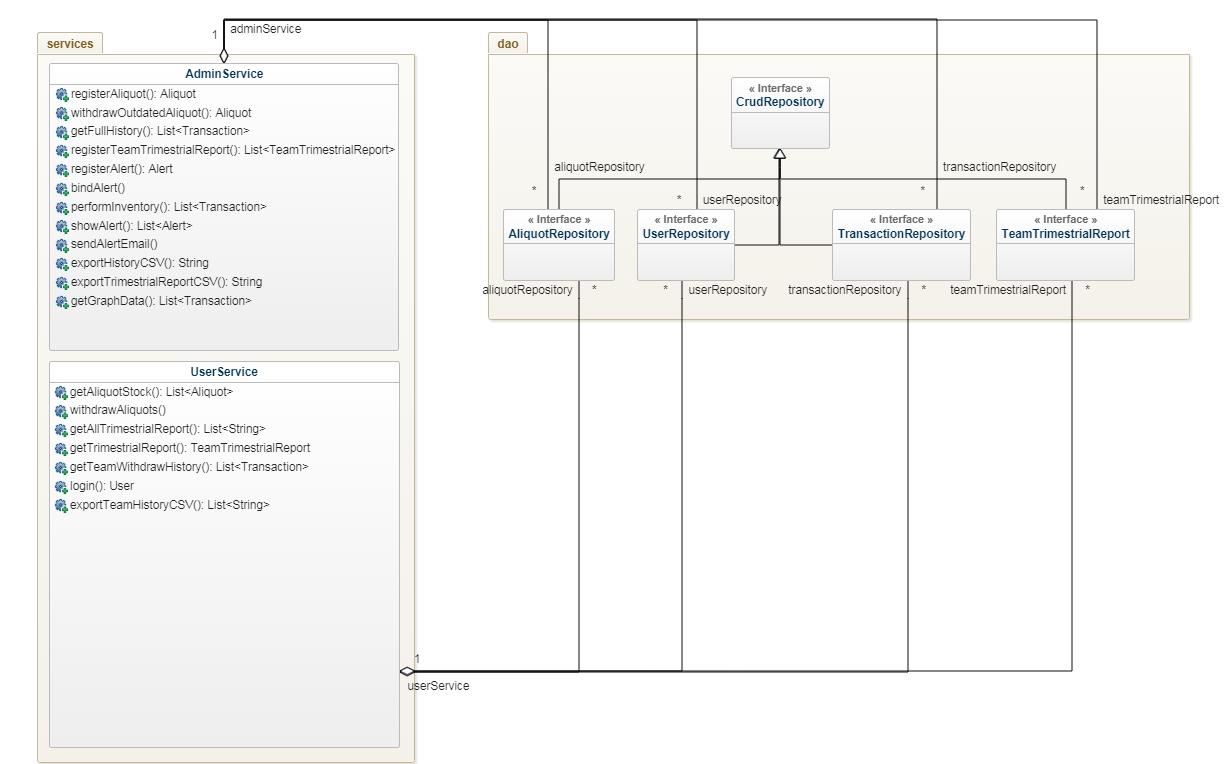 1
adminService
services
AdminService
registerAliquot(): Aliquot
withdrawOutdatedAliquot(): Aliquot
getFullHistory(): List<Transaction>
registerTeamTrimestrialReport(): List<TeamTrimestrialReport>
registerAlert(): Alert
bindAlert()
performInventory(): List<Transaction>
showAlert(): List<Alert>
sendAlertEmail()
exportHistoryCSV(): String
exportTrimestrialReportCSV(): String
getGraphData(): List<Transaction>
UserService
getAliquotStock(): List<Aliquot>
withdrawAliquots()
getAllTrimestrialReport(): List<String>
getTrimestrialReport(): TeamTrimestrialReport
getTeamWithdrawHistory(): List<Transaction>
login(): User
exportTeamHistoryCSV(): List<String>
1
userService
dao
« Interface »
CrudRepository
aliquotRepository
transactionRepository
* * * *
userRepository
teamTrimestrialReport
« Interface »
AliquotRepository
« Interface »
UserRepository
« Interface »
TransactionRepository
« Interface »
TeamTrimestrialReport
aliquotRepository *
* userRepository
transactionRepository *
teamTrimestrialReport *